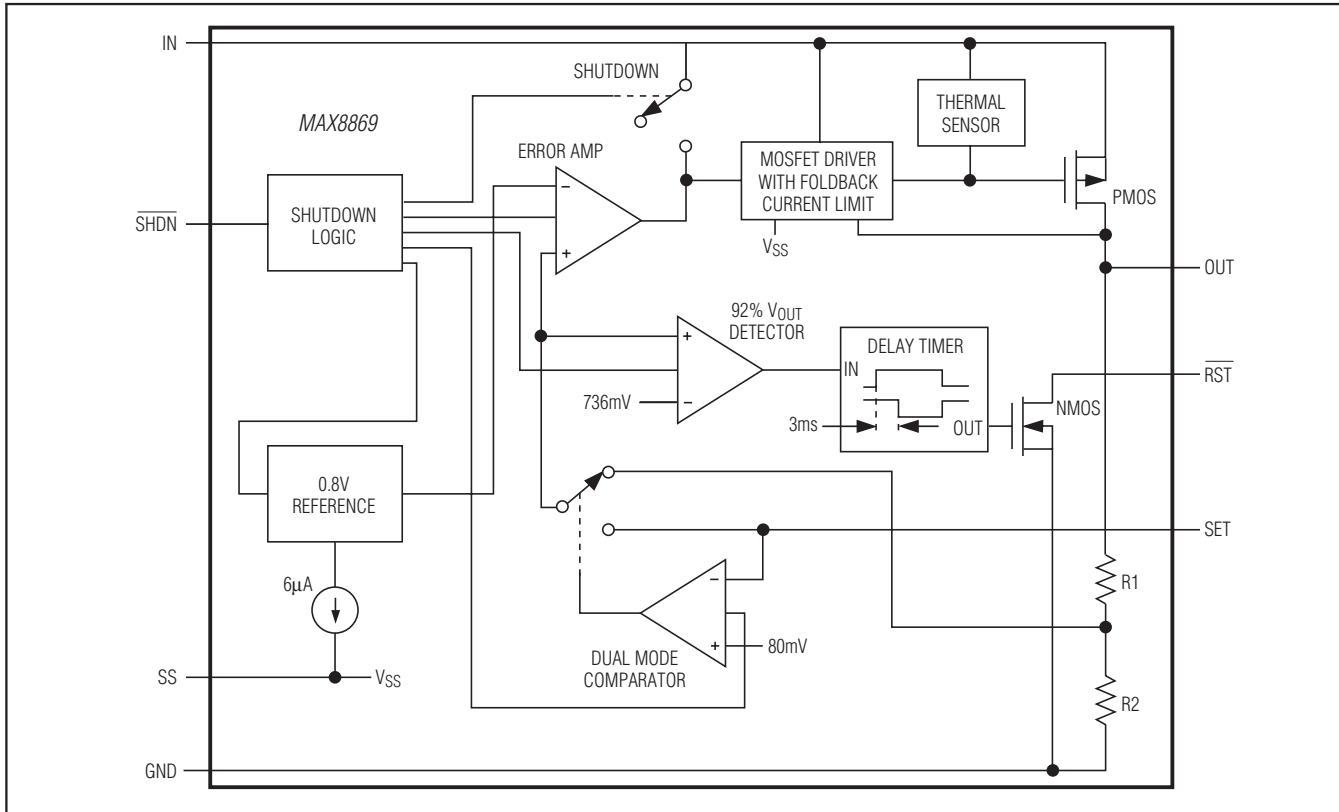 IN
SHUTDOWN
MAX8869
THERMAL
SENSOR
ERROR AMP
MOSFET DRIVER
WITH FOLDBACK
CURRENT LIMIT
−
PMOS
SHDN
SHUTDOWN
LOGIC
VSS
+
OUT
92% VOUT
DETECTOR
DELAY TIMER
+
IN
RST
736mV
−
NMOS
3ms
OUT
0.8V
REFERENCE
SET
6µA
−
R1
+
80mV
SS
VSS
DUAL MODE
COMPARATOR
R2
GND